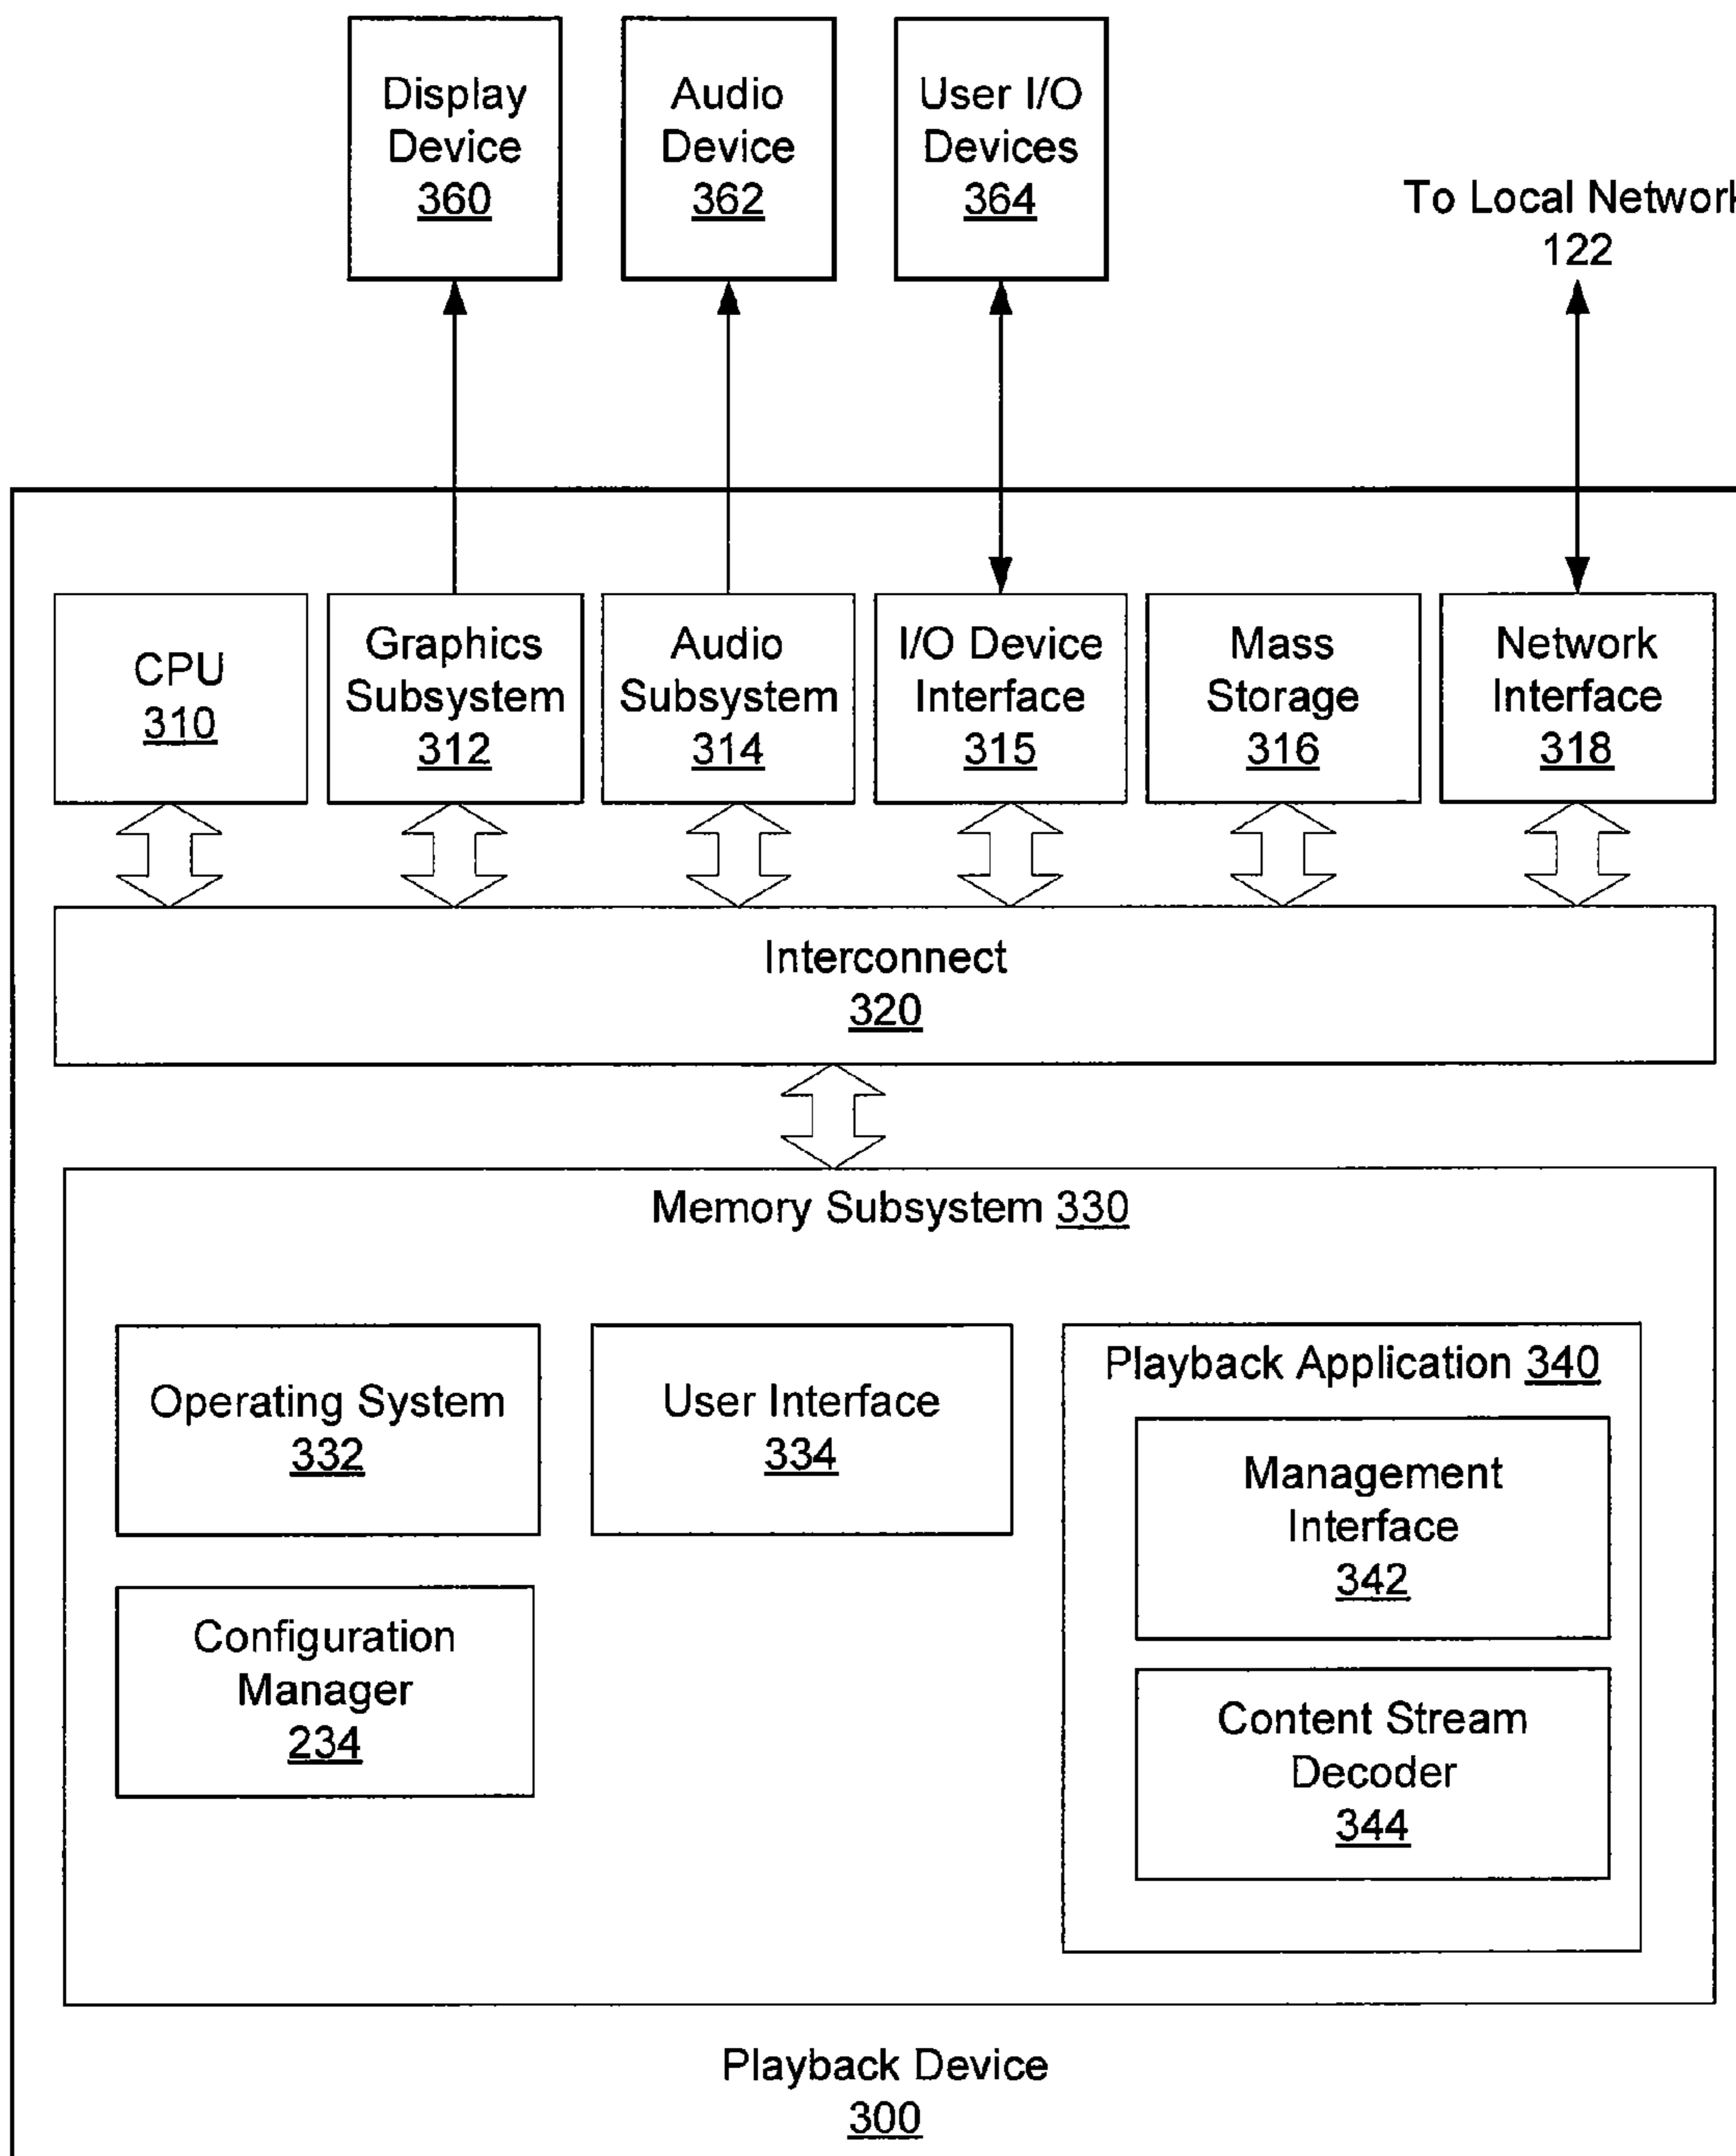 Display
Device
360
Audio
Device
362
User I/O
Devices
364
To Local Network
122
CPU
310
Graphics
Subsystem
312
Audio
Subsystem
314
I/O Device
Interface
315
Mass
Storage
316
Network
Interface
318
Interconnect
320
Memory Subsystem 330
Operating System
332
User Interface
334
Playback Application 340
Management
Interface
342
Configuration
Manager
234
Content Stream
Decoder
344
Playback Device
300